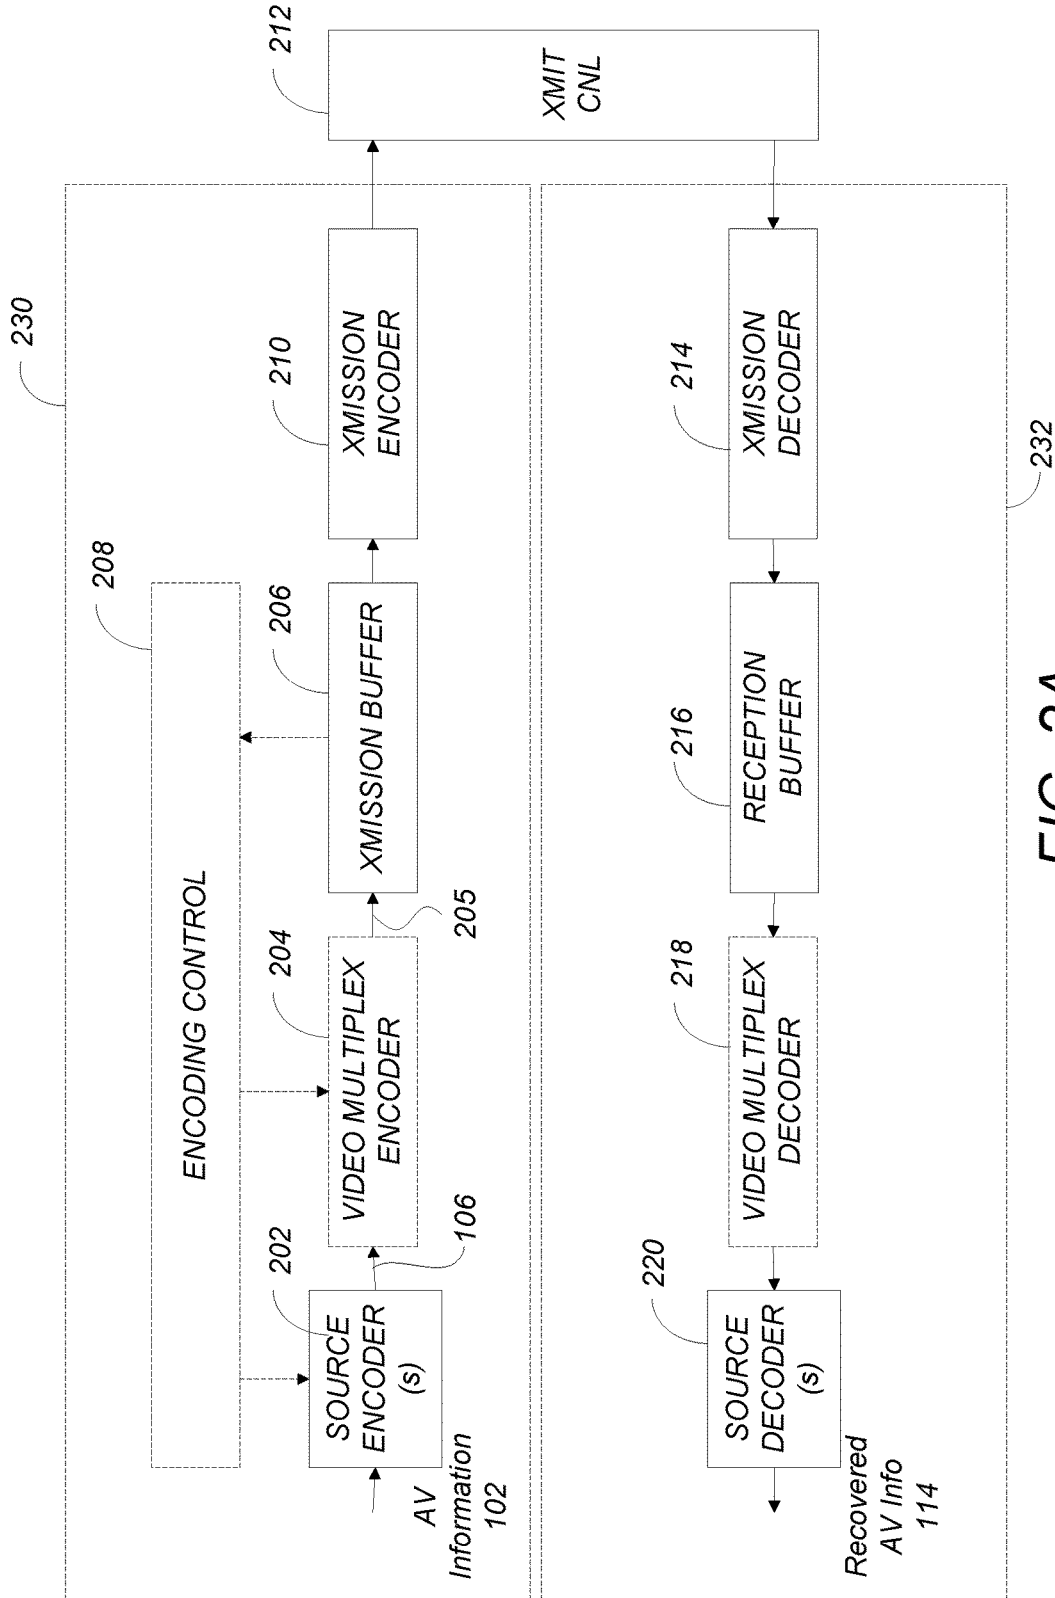 230
208
ENCODING CONTROL
202
204
206
210
212
SOURCE
ENCODER
(s)
VIDEO MULTIPLEX
ENCODER
XMISSION BUFFER
XMISSION
ENCODER
XMIT
CNL
AV
Information
102
106
205
220
218
216
214
SOURCE
DECODER
(s)
VIDEO MULTIPLEX
DECODER
RECEPTION
BUFFER
XMISSION
DECODER
Recovered
AV Info
114
232
FIG. 2A